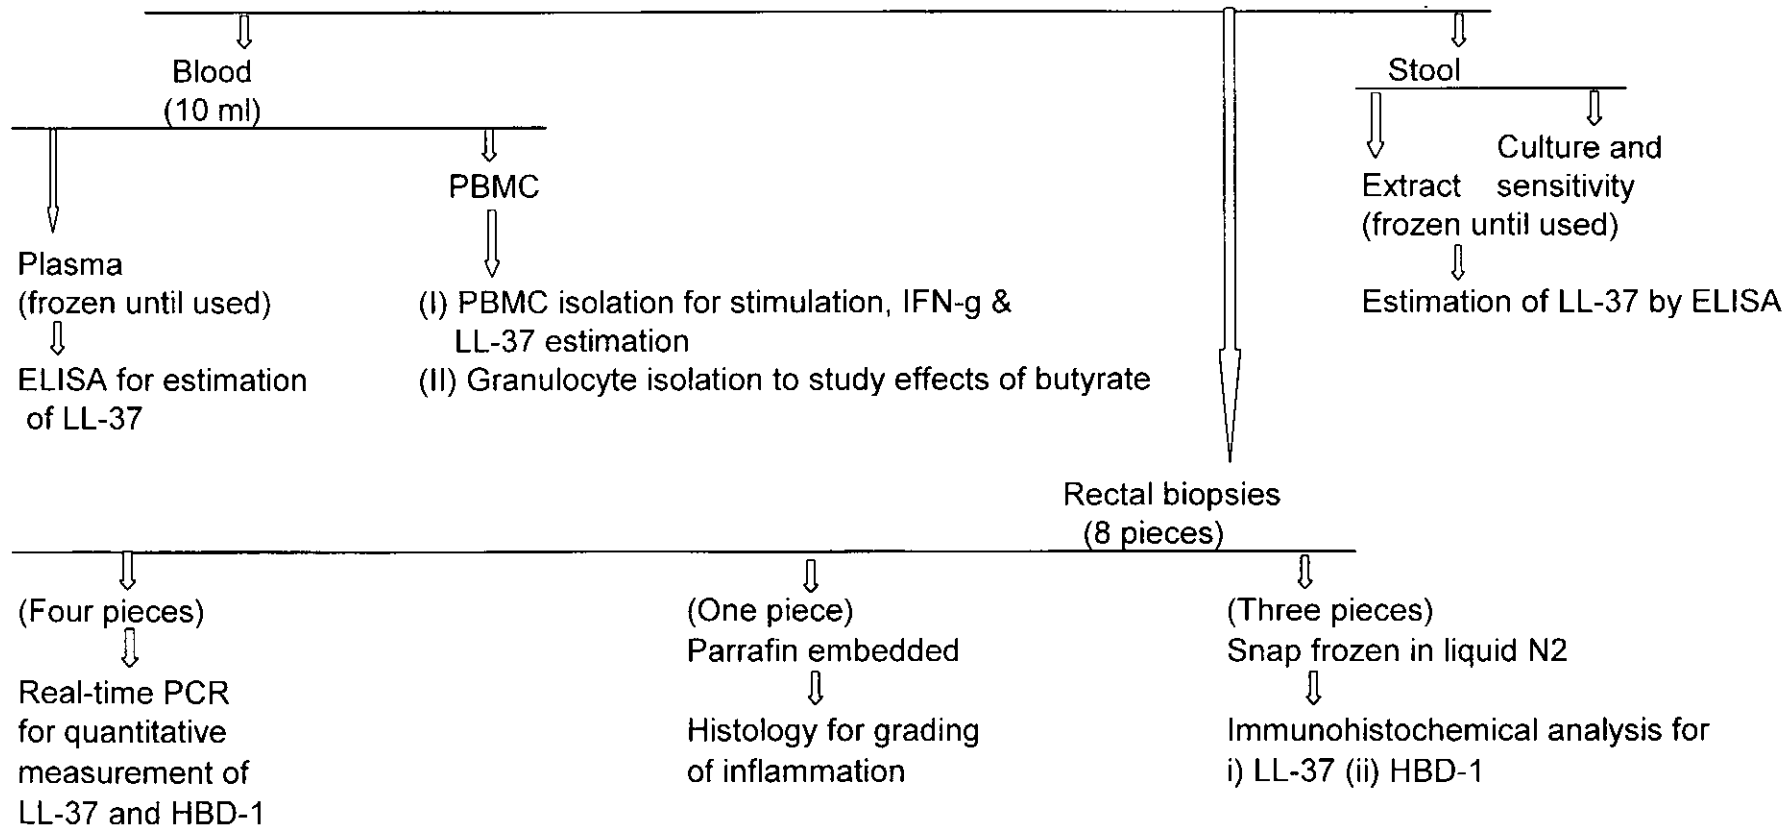 Blood
(10 ml)
Stool
PBMC
Extract
(frozen until used)
Culture and
sensitivity
Plasma
(frozen until used)
(I) PBMC isolation for stimulation, IFN-g &
LL-37 estimation
(II) Granulocyte isolation to study effects of butyrate
Estimation of LL-37 by ELISA
ELISA for estimation
of LL-37
Rectal biopsies
(8 pieces)
(Four pieces)
Real-time PCR
for quantitative
measurement of
LL-37 and HBD-1
(One piece)
Parrafin embedded
Histology for grading
of inflammation
(Three pieces)
Snap frozen in liquid N2
Immunohistochemical analysis for
i) LL-37 (ii) HBD-1